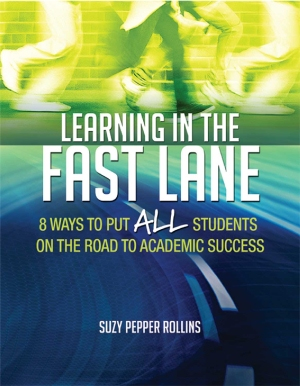 LEARNING IN THE
FAST LANE
8 WAYS TO PUT ALL STUDENTS
ON THE ROAD TO ACADEMIC SUCCESS
SUZY PEPPER ROLLINS